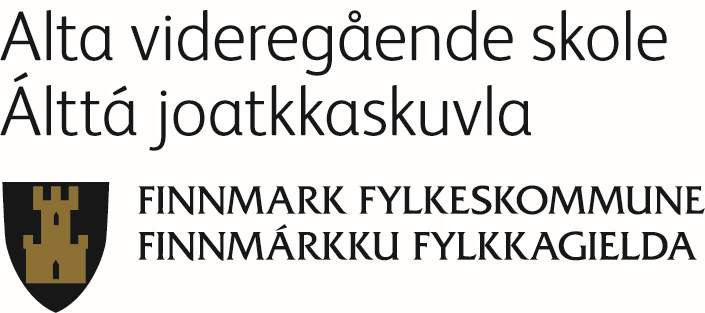 Alta videregående skole
Álttá joatkkaskuvla
FINNMARK FYLKESKOMMUNE
FINNMÁRKKU FYLKKAGIELDA